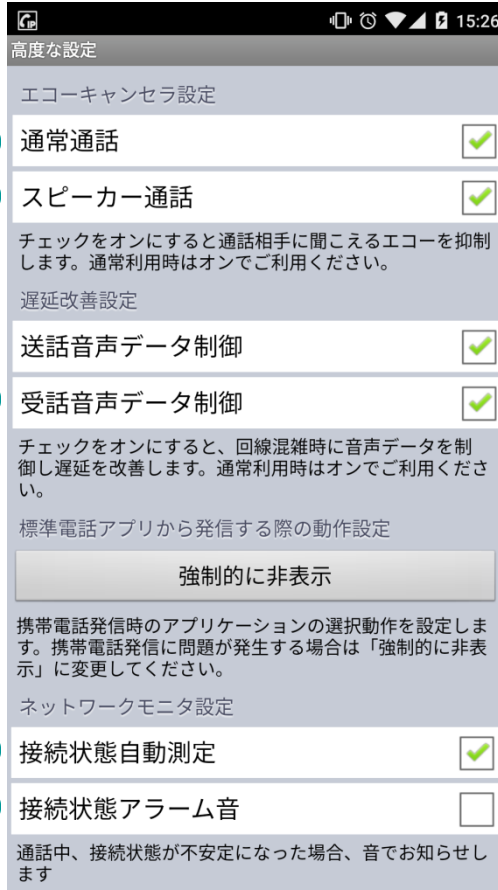 IP
15:26
高度な設定
エコーキャンセラ設定
通常通話
スピーカー通話
チェックをオンにすると通話相手に聞こえるエコーを抑制
します。通常利用時はオンでご利用ください。
遅延改善設定
送話音声データ制御
受話音声データ制御
チェックをオンにすると、回線混雑時に音声データを制
御し遅延を改善します。通常利用時はオンでご利用くださ
い。
標準電話アプリから発信する際の動作設定
強制的に非表示
携帯電話発信時のアプリケーションの選択動作を設定しま
す。携帯電話発信に問題が発生する場合は「強制的に非表
示」に変更してください。
ネットワークモニタ設定
接続状態自動測定
接続状態アラーム音
通話中、接続状態が不安定になった場合、音でお知らせし
ます